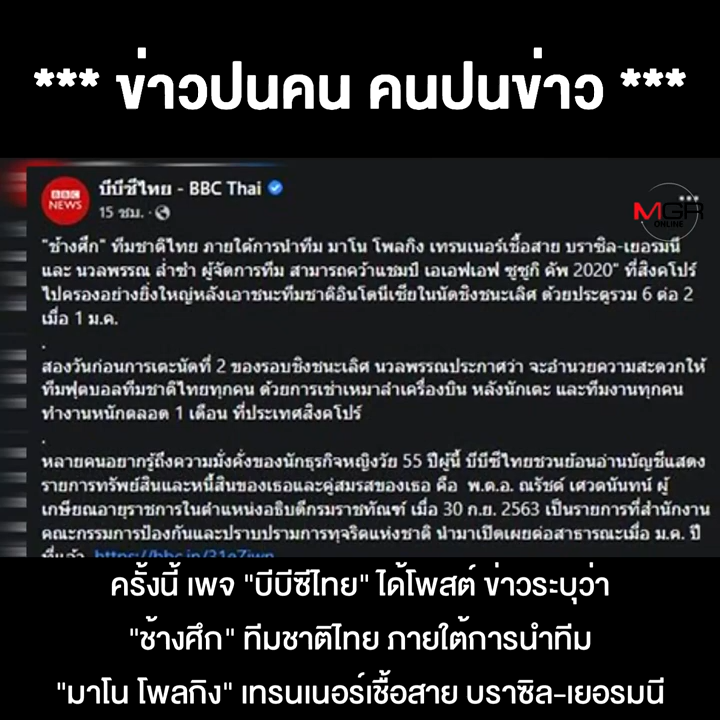 *** ข่าวปนคน คนปนข่าว ***
BBC NEWS
บีบีซีไทย - BBC Thai
15 ชม. ·
MGR ONLINE
"ช้างศึก" ทีมชาติไทย ภายใต้การนำทีม มาโน โพลกิง เทรนเนอร์เชื้อสาย บราซิล-เยอรมนี
และ นวลพรรณ ล่ำซำ ผู้จัดการทีม สามารถคว้าแชมป์ เอเอฟเอฟ ซูซูกิ คัพ 2020" ที่สิงคโปร์
ไปครองอย่างยิ่งใหญ่หลังเอาชนะทีมชาติอินโดนีเซียในนัดชิงชนะเลิศ ด้วยประตูรวม 6 ต่อ 2
เมื่อ 1 ม.ค.
.
สองวันก่อนการเตะนัดที่ 2 ของรอบชิงชนะเลิศ นวลพรรณประกาศว่า จะอำนวยความสะดวกให้
ทีมฟุตบอลทีมชาติไทยทุกคน ด้วยการเช่าเหมาลำเครื่องบิน หลังนักเตะ และทีมงานทุกคน
ทำงานหนักตลอด 1 เดือน ที่ประเทศสิงคโปร์
.
หลายคนอยากรู้ถึงความมั่งคั่งของนักธุรกิจหญิงวัย 55 ปีผู้นี้ บีบีซีไทยชวนย้อนอ่านบัญชีแสดง
รายการทรัพย์สินและหนี้สินของเธอและคู่สมรสของเธอ คือ พ.ต.อ. ณรัชต์ เศวตนันทน์ ผู้
เกษียณอายุราชการในตำแหน่งอธิบดีกรมราชทัณฑ์ เมื่อ 30 ก.ย. 2563 เป็นรายการที่สำนักงาน
คณะกรรมการป้องกันและปราบปรามการทุจริตแห่งชาติ นำมาเปิดเผยต่อสาธารณะเมื่อ ม.ค. ปี
ที่แล้ว
ครั้งนี้ เพจ "บีบีซีไทย" ได้โพสต์ ข่าวระบุว่า
"ช้างศึก" ทีมชาติไทย ภายใต้การนำทีม
"มาโน โพลกิง" เทรนเนอร์เชื้อสาย บราซิล-เยอรมนี